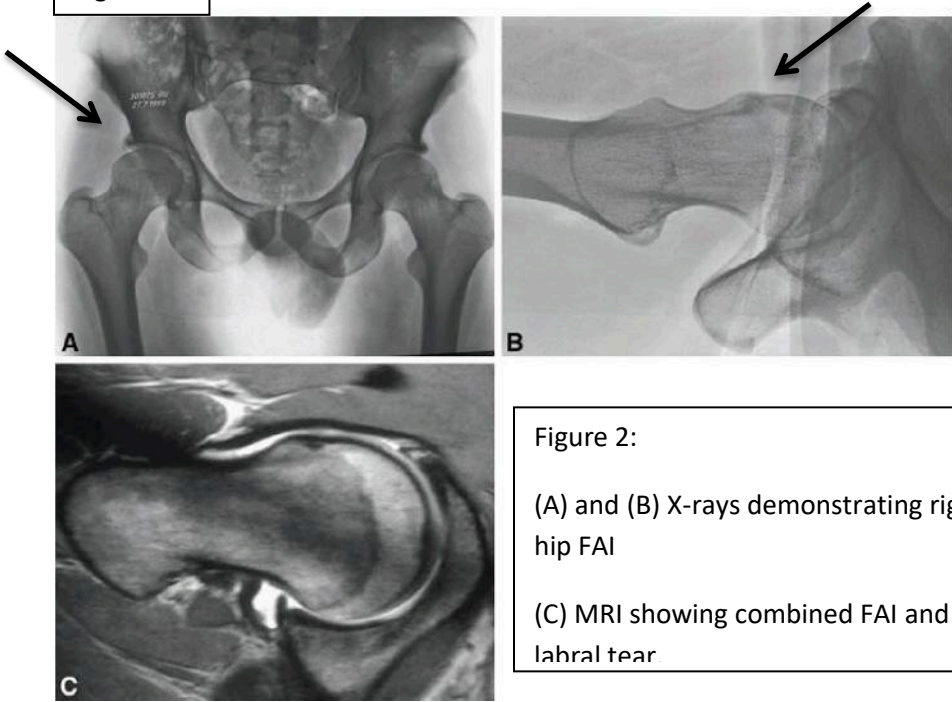 A
B
C
Figure 2:
(A) and (B) X-rays demonstrating rig
hip FAI
(C) MRI showing combined FAI and
labral tear.